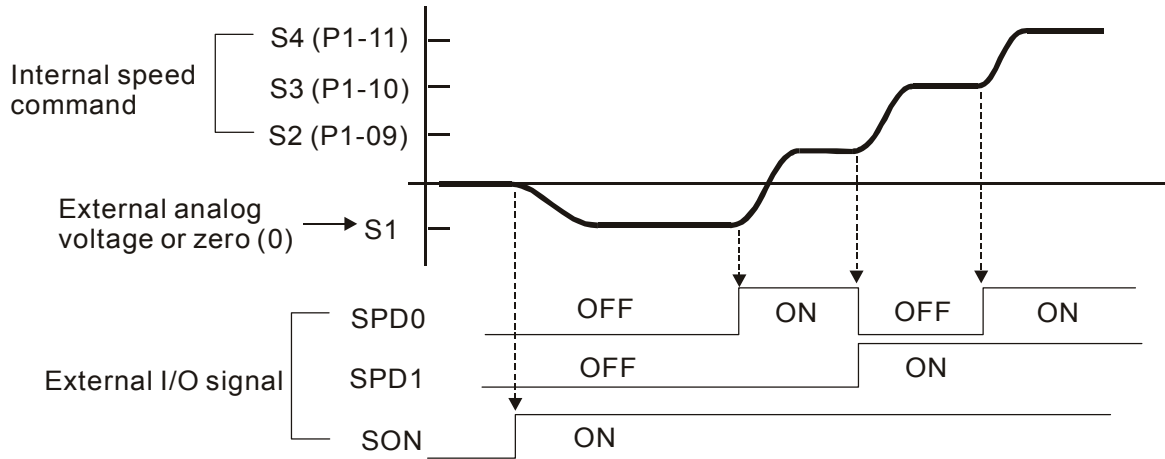 S4 (P1-11)
Internal speed
command
S3 (P1-10)
S2 (P1-09)
External analog
voltage or zero (0)
S1
SPD0
OFF
ON
OFF
ON
External I/O signal
SPD1
OFF
ON
SON
ON